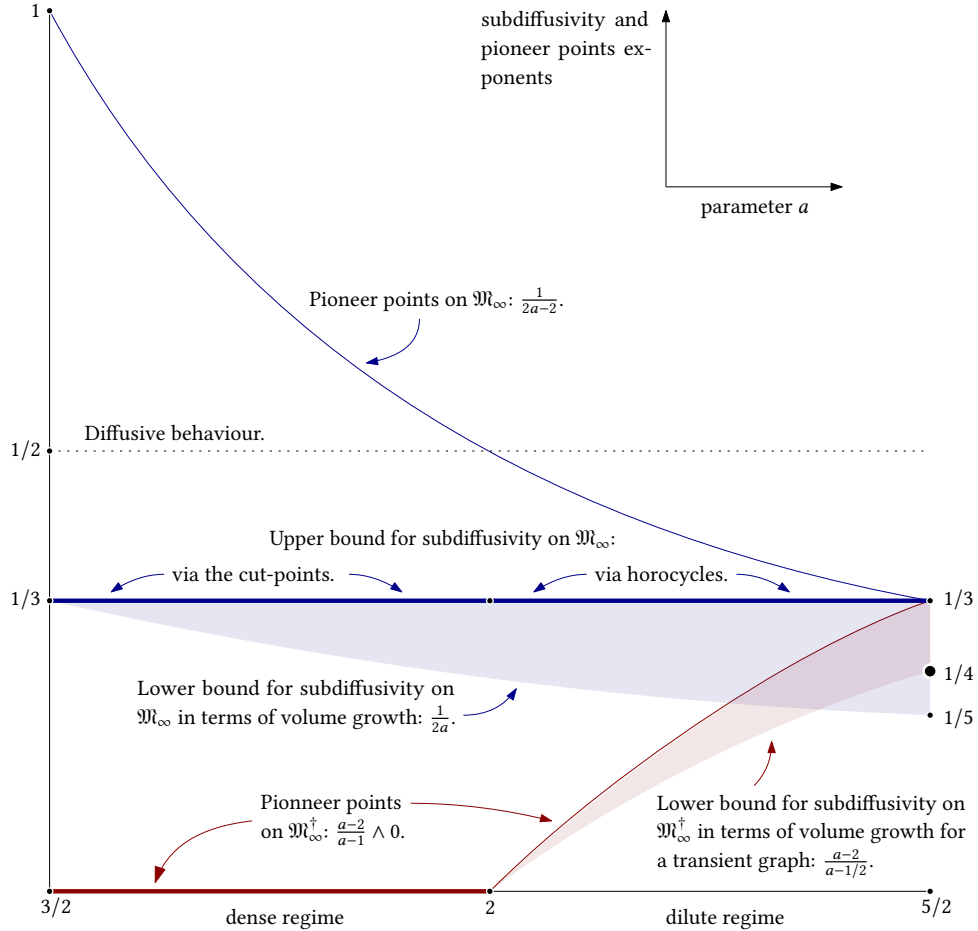 1
subdiffusivity and
pioneer points ex-
ponents
parameter a
Pioneer points on 𝔐∞: 1/(2a−2).
Diffusive behaviour.
1/2
Upper bound for subdiffusivity on 𝔐∞:
via the cut-points.
via horocycles.
1/3
1/3
1/4
1/5
Lower bound for subdiffusivity on
𝔐∞ in terms of volume growth: 1/(2a).
Pionneer points
on 𝔐†∞: (a−2)/(a−1) ∧ 0.
Lower bound for subdiffusivity on
𝔐†∞ in terms of volume growth for
a transient graph: (a−2)/(a−1/2).
3/2
dense regime
2
dilute regime
5/2